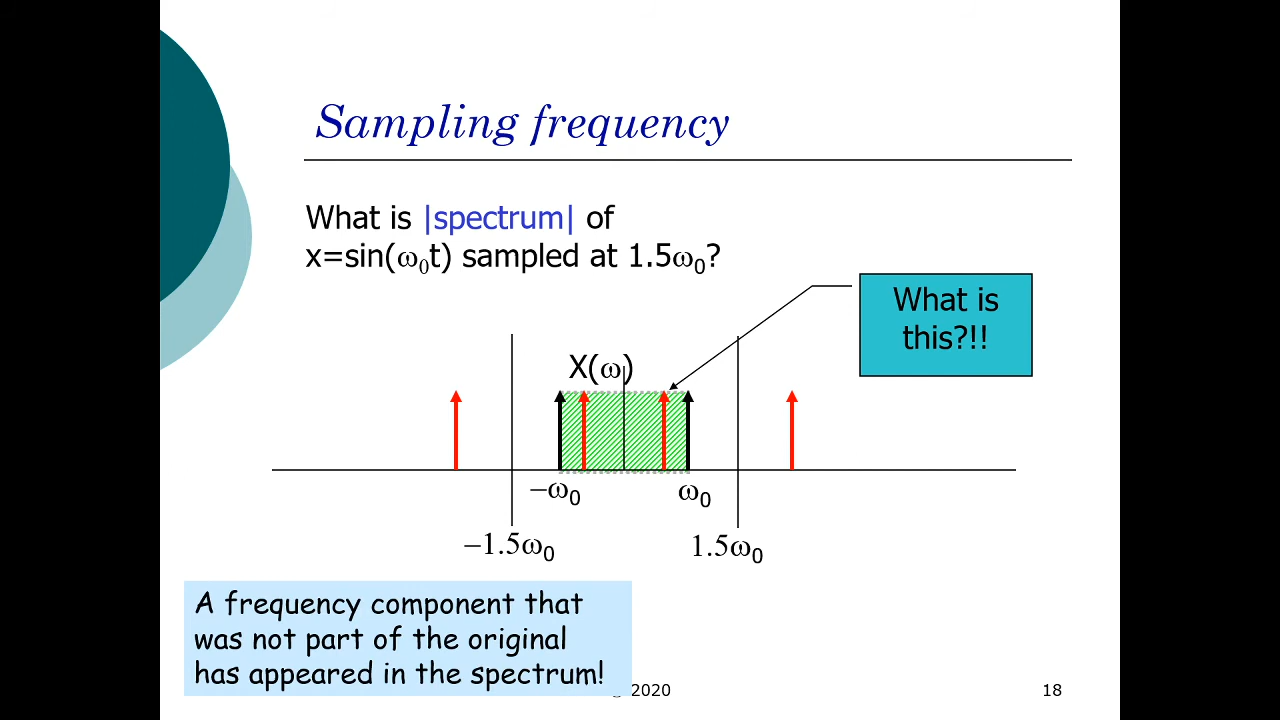 Sampling frequency
What is |spectrum| of
x=sin(ω₀t) sampled at 1.5ω₀?
What is
this?!!
X(ω)
−ω₀
ω₀
−1.5ω₀
1.5ω₀
A frequency component that
was not part of the original
has appeared in the spectrum!
2020
18